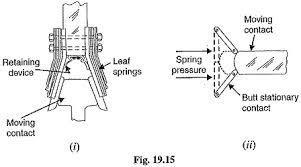 Retaining
device
Leaf
springs
Moving
contact
(i)
Moving
contact
Spring
pressure
Butt stationary
contact
(ii)
Fig. 19.15